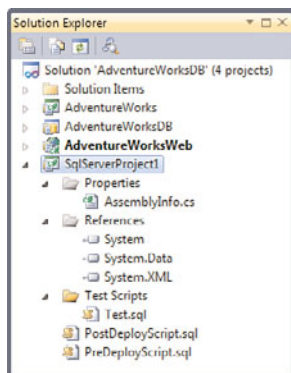 Solution Explorer
Solution 'AdventureWorksDB' (4 projects)
Solution Items
AdventureWorks
AdventureWorksDB
AdventureWorksWeb
SqlServerProject1
Properties
AssemblyInfo.cs
References
System
System.Data
System.XML
Test Scripts
Test.sql
PostDeployScript.sql
PreDeployScript.sql